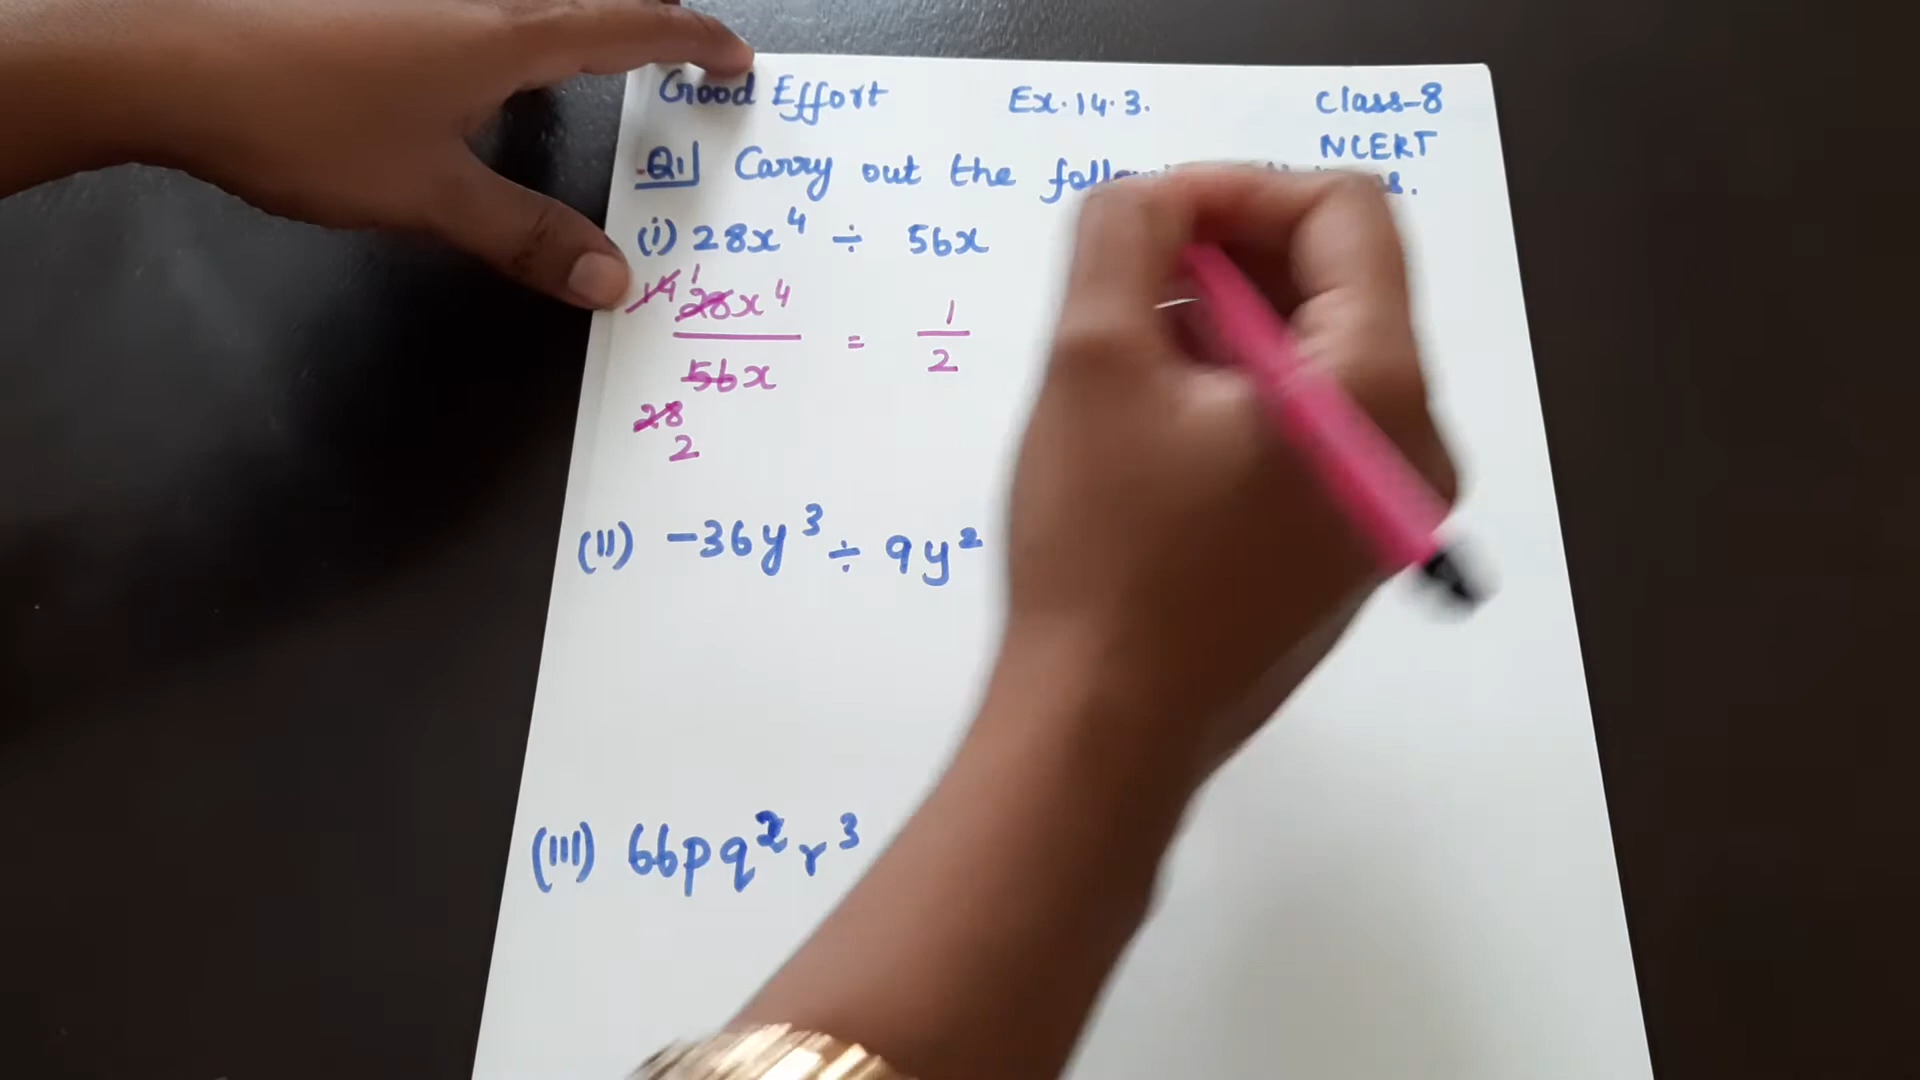 Good Effort Ex.14.3. Class-8
NCERT
Q1 Carry out the
(i) 28x⁴ ÷ 56x
14 1
28x⁴
56x
= 1
2
28
2
(II) -36y³ ÷ 9y²
(III) 66pq²r³